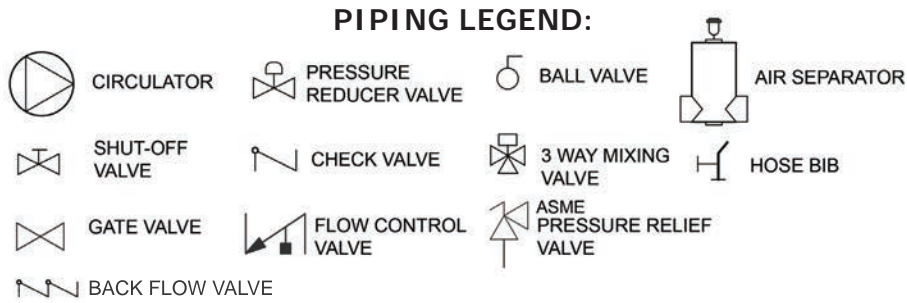 PIPING LEGEND:
CIRCULATOR
PRESSURE
REDUCER VALVE
BALL VALVE
AIR SEPARATOR
SHUT-OFF
VALVE
CHECK VALVE
3 WAY MIXING
VALVE
HOSE BIB
GATE VALVE
FLOW CONTROL
VALVE
ASME
PRESSURE RELIEF
VALVE
BACK FLOW VALVE